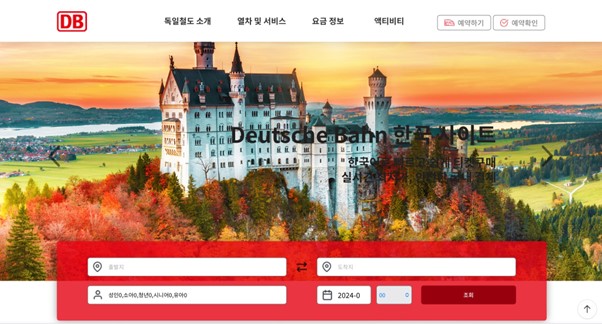 DB
독일철도 소개
열차 및 서비스
요금 정보
액티비티
예약하기
예약확인
Deutsche Bahn 한국 사이트
한국어
구매
실시간
출발지
도착지
성인0,소아0,청년0,시니어0,유아0
2024-0
00
0
조회